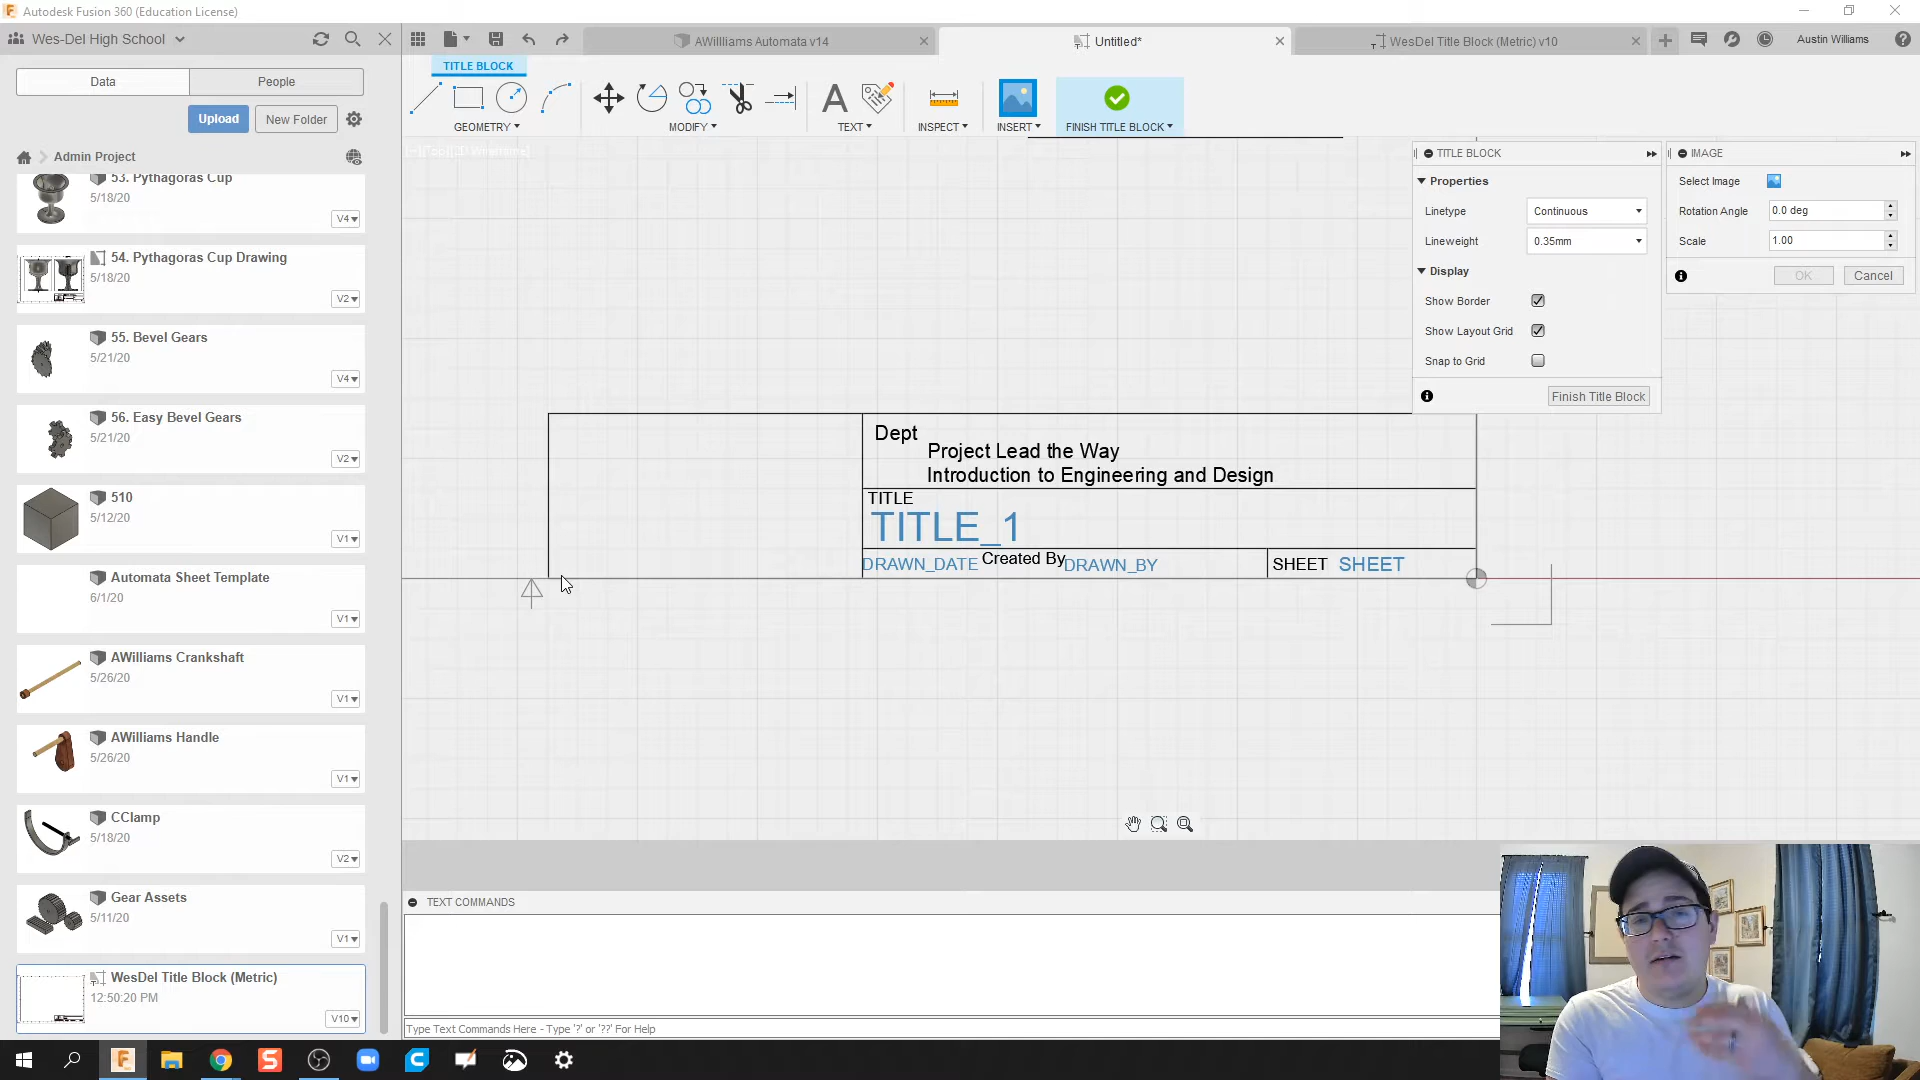 Autodesk Fusion 360 (Education License)
Wes-Del High School
AWillliams Automata v14
Untitled*
WesDel Title Block (Metric) v10
Austin Williams
Data
People
TITLE BLOCK
Upload
New Folder
GEOMETRY
MODIFY
TEXT
INSPECT
INSERT
FINISH TITLE BLOCK
Admin Project
53. Pythagoras Cup
5/18/20
V4
54. Pythagoras Cup Drawing
5/18/20
V2
55. Bevel Gears
5/21/20
V4
56. Easy Bevel Gears
5/21/20
V2
510
5/12/20
V1
Automata Sheet Template
6/1/20
V1
AWilliams Crankshaft
5/26/20
V1
AWilliams Handle
5/26/20
V1
CClamp
5/18/20
V2
Gear Assets
5/11/20
V1
WesDel Title Block (Metric)
12:50:20 PM
V10
TITLE BLOCK
Properties
Linetype
Continuous
Lineweight
0.35mm
Display
Show Border
Show Layout Grid
Snap to Grid
Finish Title Block
IMAGE
Select Image
Rotation Angle
0.0 deg
Scale
1.00
OK
Cancel
Dept
Project Lead the Way
Introduction to Engineering and Design
TITLE
TITLE_1
DRAWN_DATE
Created By
DRAWN_BY
SHEET
SHEET
TEXT COMMANDS
Type Text Commands Here - Type '?' or '??' For Help